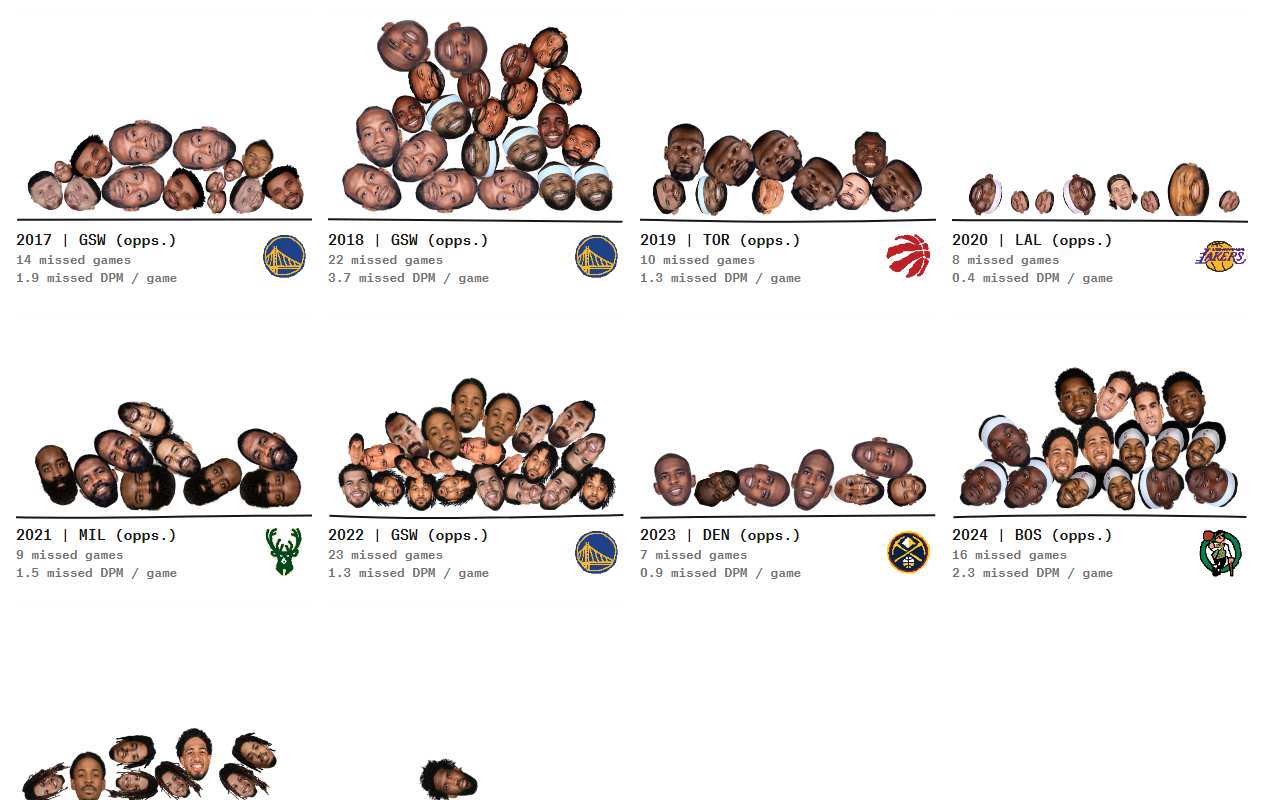 2017 | GSW (opps.)
14 missed games
1.9 missed DPM / game
2018 | GSW (opps.)
22 missed games
3.7 missed DPM / game
2019 | TOR (opps.)
10 missed games
1.3 missed DPM / game
2020 | LAL (opps.)
8 missed games
0.4 missed DPM / game
LAKERS
2021 | MIL (opps.)
9 missed games
1.5 missed DPM / game
2022 | GSW (opps.)
23 missed games
1.3 missed DPM / game
2023 | DEN (opps.)
7 missed games
0.9 missed DPM / game
2024 | BOS (opps.)
16 missed games
2.3 missed DPM / game